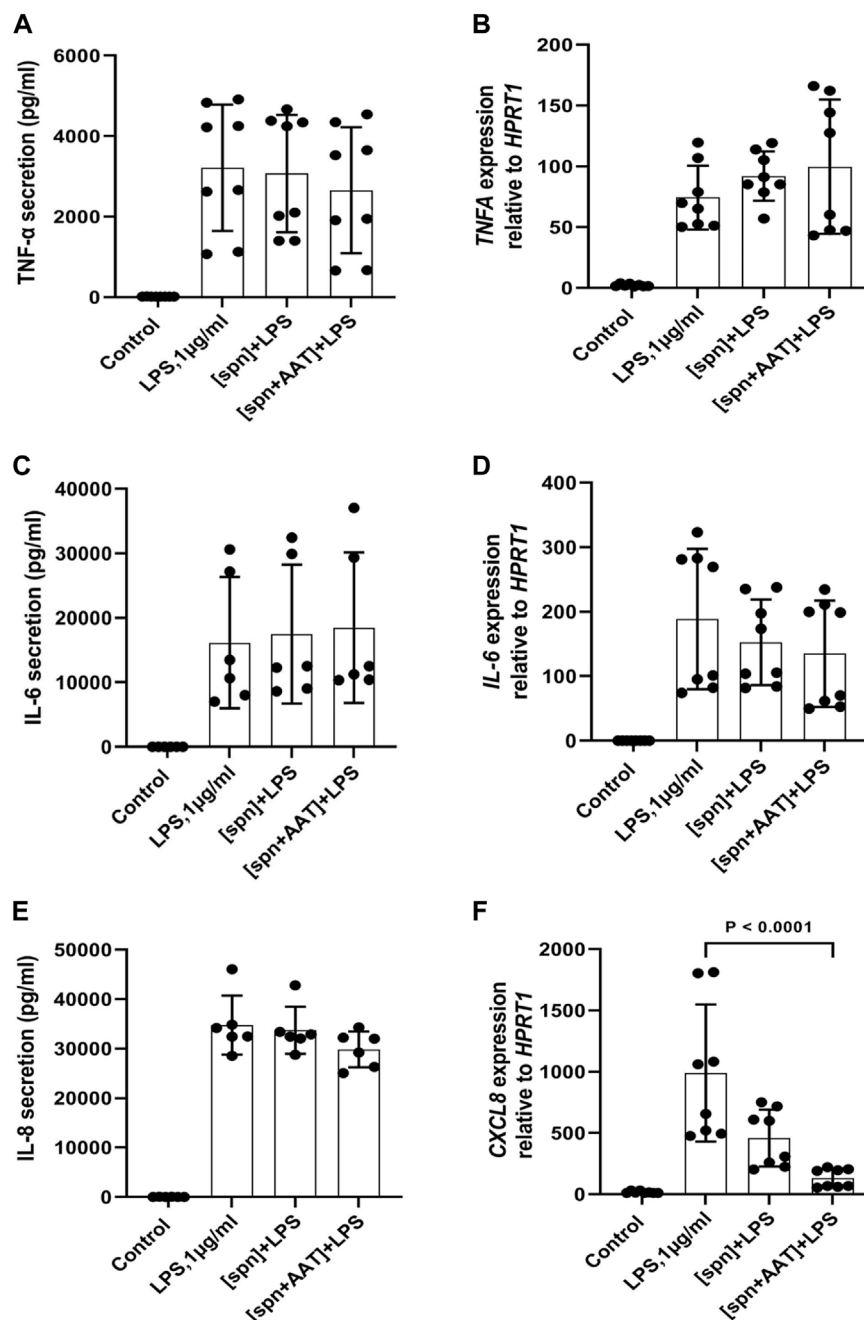 A
TNF-α secretion (pg/ml)
6000
4000
2000
0
Control
LPS,1μg/ml
[spn]+LPS
[spn+AAT]+LPS
B
TNFA expression
relative to HPRT1
200
150
100
50
0
Control
LPS,1μg/ml
[spn]+LPS
[spn+AAT]+LPS
C
IL-6 secretion (pg/ml)
40000
30000
20000
10000
0
Control
LPS,1μg/ml
[spn]+LPS
[spn+AAT]+LPS
D
IL-6 expression
relative to HPRT1
400
300
200
100
0
Control
LPS,1μg/ml
[spn]+LPS
[spn+AAT]+LPS
E
IL-8 secretion (pg/ml)
50000
40000
30000
20000
10000
0
Control
LPS,1μg/ml
[spn]+LPS
[spn+AAT]+LPS
F
P < 0.0001
CXCL8 expression
relative to HPRT1
2000
1500
1000
500
0
Control
LPS,1μg/ml
[spn]+LPS
[spn+AAT]+LPS